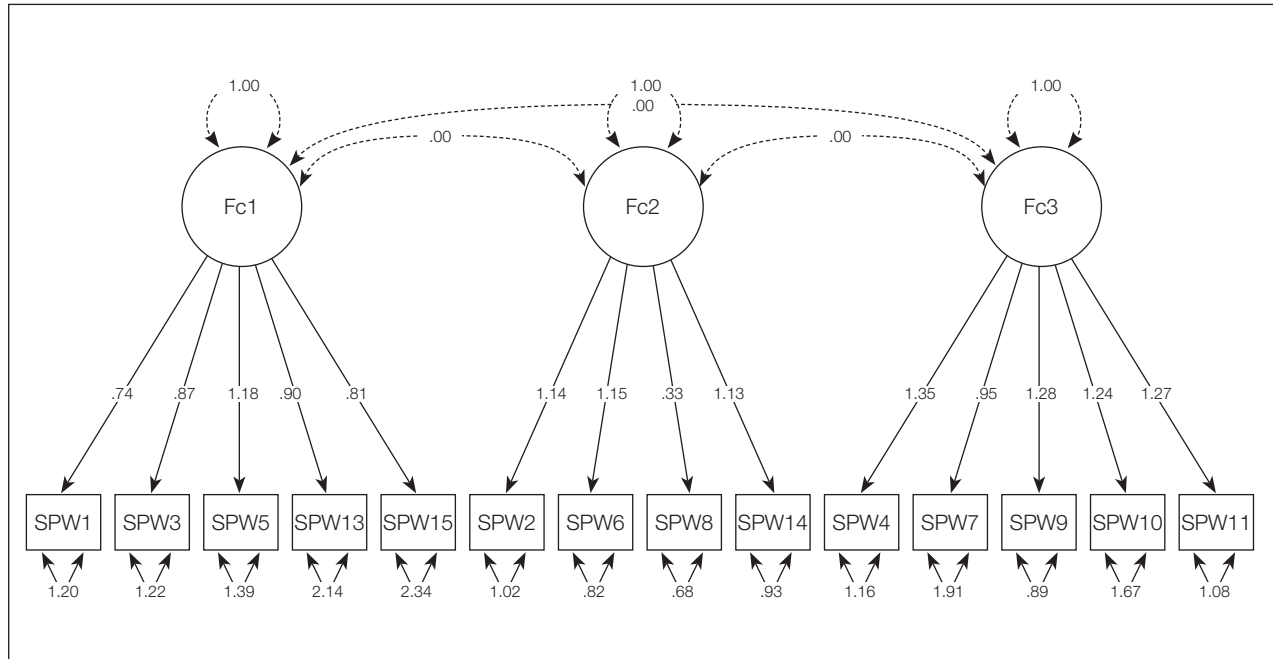 1.00 1.00 1.00
.00
.00 .00
Fc1 Fc2 Fc3
.74 .87 1.18 .90 .81 1.14 1.15 .33 1.13 1.35 .95 1.28 1.24 1.27
SPW1 SPW3 SPW5 SPW13 SPW15 SPW2 SPW6 SPW8 SPW14 SPW4 SPW7 SPW9 SPW10 SPW11
1.20 1.22 1.39 2.14 2.34 1.02 .82 .68 .93 1.16 1.91 .89 1.67 1.08